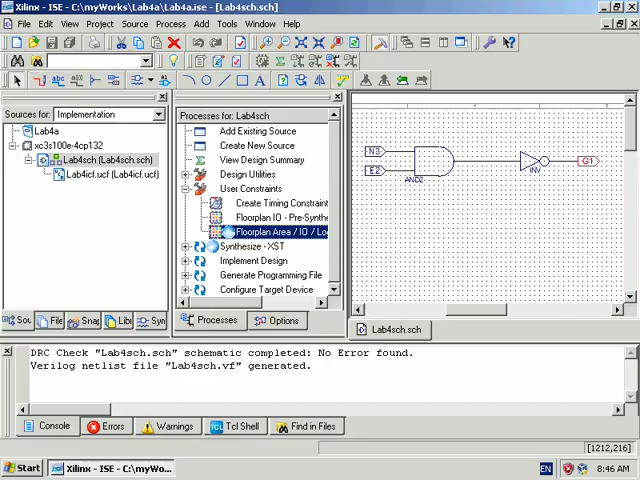 Xilinx - ISE - C:\myWorks\Lab4a\Lab4a.ise - [Lab4sch.sch]
File Edit View Project Source Process Add Tools Window Help
Sources for: Implementation
Lab4a
xc3s100e-4cp132
Lab4sch (Lab4sch.sch)
Lab4icf.ucf (Lab4icf.ucf)
Sou File Snap Libr Syn
Processes for: Lab4sch
Add Existing Source
Create New Source
View Design Summary
Design Utilities
User Constraints
Create Timing Constraint
Floorplan IO - Pre-Synthe
Floorplan Area / IO / Lo
Synthesize - XST
Implement Design
Generate Programming File
Configure Target Device
Processes Options
N3
E2
AND2
INV
G1
Lab4sch.sch
DRC Check "Lab4sch.sch" schematic completed: No Error found.
Verilog netlist file "Lab4sch.vf" generated.
Console Errors Warnings Tcl Shell Find in Files
[1212,216]
Start Xilinx - ISE - C:\myWo... EN 8:46 AM